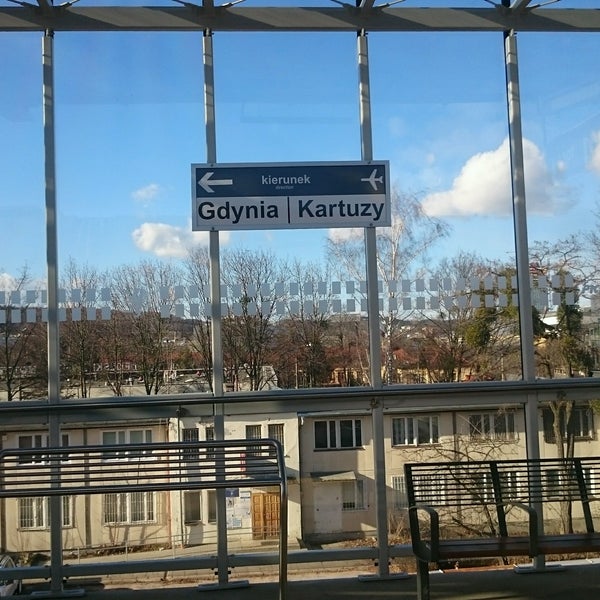 kierunek
direction
Gdynia | Kartuzy